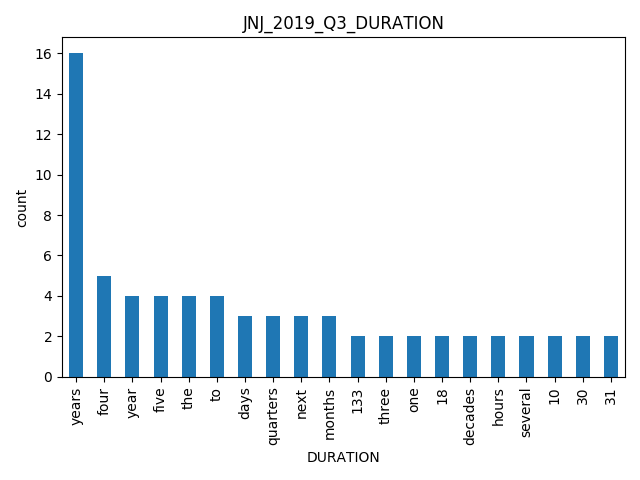 JNJ_2019_Q3_DURATION
count
16
14
12
10
8
6
4
2
0
years
four
year
five
the
to
days
quarters
next
months
133
three
one
18
decades
hours
several
10
30
31
DURATION